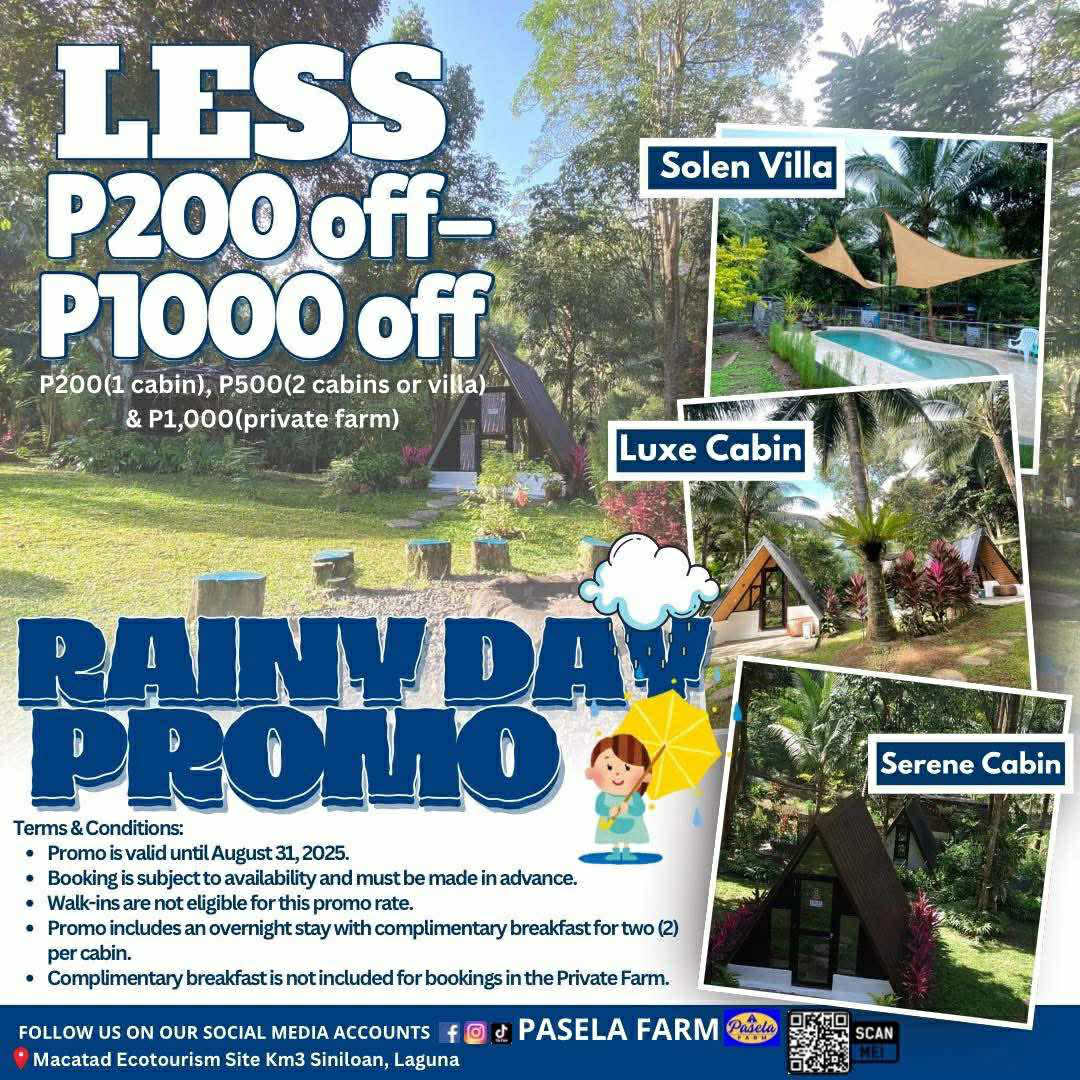 LESS
P200 off-
P1000 off
P200(1 cabin), P500(2 cabins or villa)
& P1,000(private farm)
Solen Villa
Luxe Cabin
Serene Cabin
RAINY DAY
PROMO
Terms & Conditions:
• Promo is valid until August 31, 2025.
• Booking is subject to availability and must be made in advance.
• Walk-ins are not eligible for this promo rate.
• Promo includes an overnight stay with complimentary breakfast for two (2)
per cabin.
• Complimentary breakfast is not included for bookings in the Private Farm.
FOLLOW US ON OUR SOCIAL MEDIA ACCOUNTS
PASELA FARM
Pasela
FARM
SCAN
ME!
Macatad Ecotourism Site Km3 Siniloan, Laguna